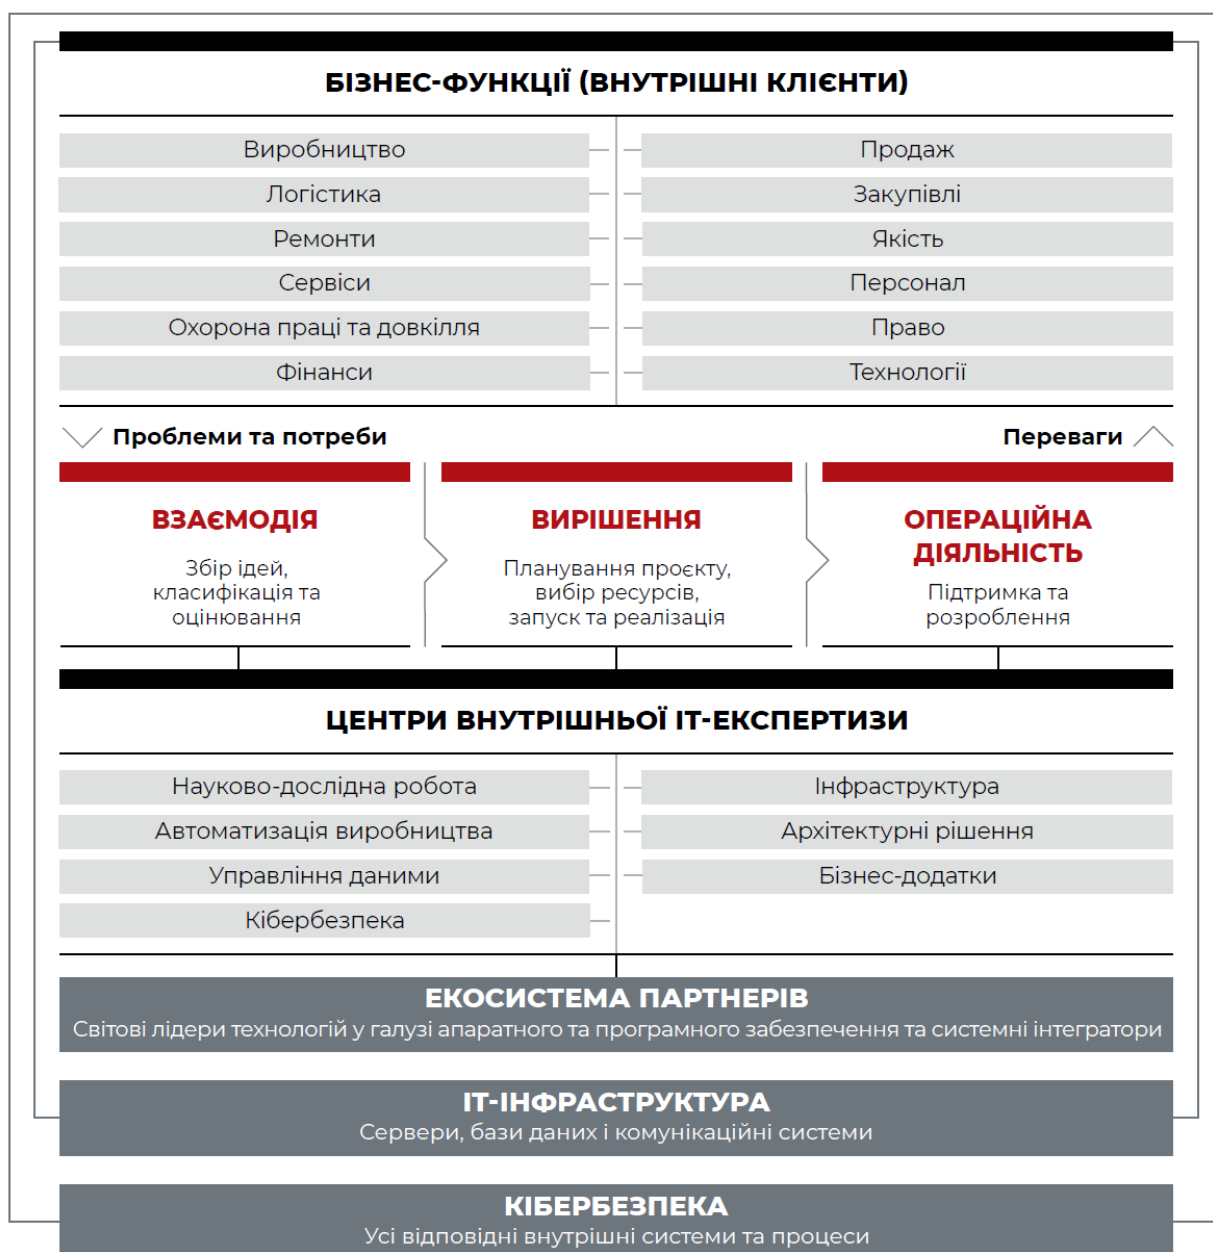 БІЗНЕС-ФУНКЦІЇ (ВНУТРІШНІ КЛІЄНТИ)
Виробництво
Продаж
Логістика
Закупівлі
Ремонти
Якість
Сервіси
Персонал
Охорона праці та довкілля
Право
Фінанси
Технології
Проблеми та потреби
Переваги
ВЗАЄМОДІЯ
Збір ідей,
класифікація та
оцінювання
ВИРІШЕННЯ
Планування проєкту,
вибір ресурсів,
запуск та реалізація
ОПЕРАЦІЙНА
ДІЯЛЬНІСТЬ
Підтримка та
розроблення
ЦЕНТРИ ВНУТРІШНЬОЇ ІТ-ЕКСПЕРТИЗИ
Науково-дослідна робота
Інфраструктура
Автоматизація виробництва
Архітектурні рішення
Управління даними
Бізнес-додатки
Кібербезпека
ЕКОСИСТЕМА ПАРТНЕРІВ
Світові лідери технологій у галузі апаратного та програмного забезпечення та системні інтегратори
ІТ-ІНФРАСТРУКТУРА
Сервери, бази даних і комунікаційні системи
КІБЕРБЕЗПЕКА
Усі відповідні внутрішні системи та процеси